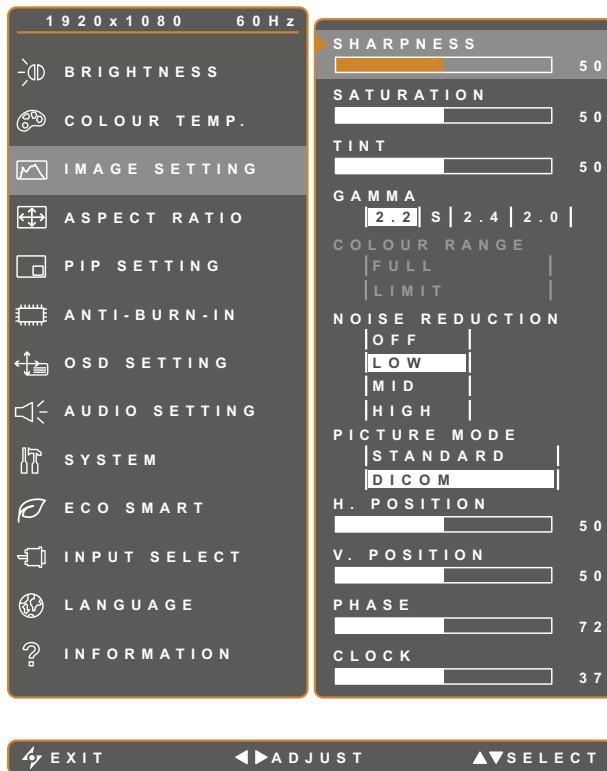 1920x1080 60Hz
BRIGHTNESS
COLOUR TEMP.
IMAGE SETTING
ASPECT RATIO
PIP SETTING
ANTI-BURN-IN
OSD SETTING
AUDIO SETTING
SYSTEM
ECO SMART
INPUT SELECT
LANGUAGE
INFORMATION
SHARPNESS
50
SATURATION
50
TINT
50
GAMMA
2.2 S 2.4 2.0
COLOUR RANGE
FULL
LIMIT
NOISE REDUCTION
OFF
LOW
MID
HIGH
PICTURE MODE
STANDARD
DICOM
H. POSITION
50
V. POSITION
50
PHASE
72
CLOCK
37
EXIT ADJUST SELECT